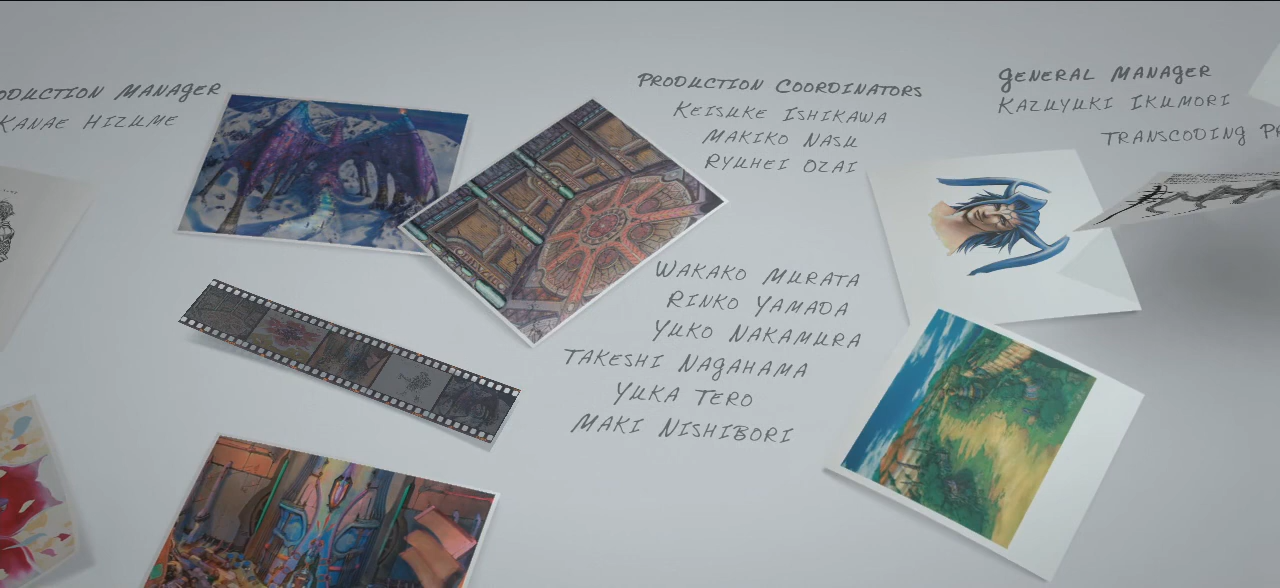 ODUCTION MANAGER
KANAE HIZUME
PRODUCTION COORDINATORS
KEISUKE ISHIKAWA
MAKIKO NASU
RYUHEI OZAI
WAKAKO MURATA
RINKO YAMADA
YUKO NAKAMURA
TAKESHI NAGAHAMA
YUKA TERO
MAKI NISHIBORI
GENERAL MANAGER
KAZUYUKI IKUMORI
TRANSCODING